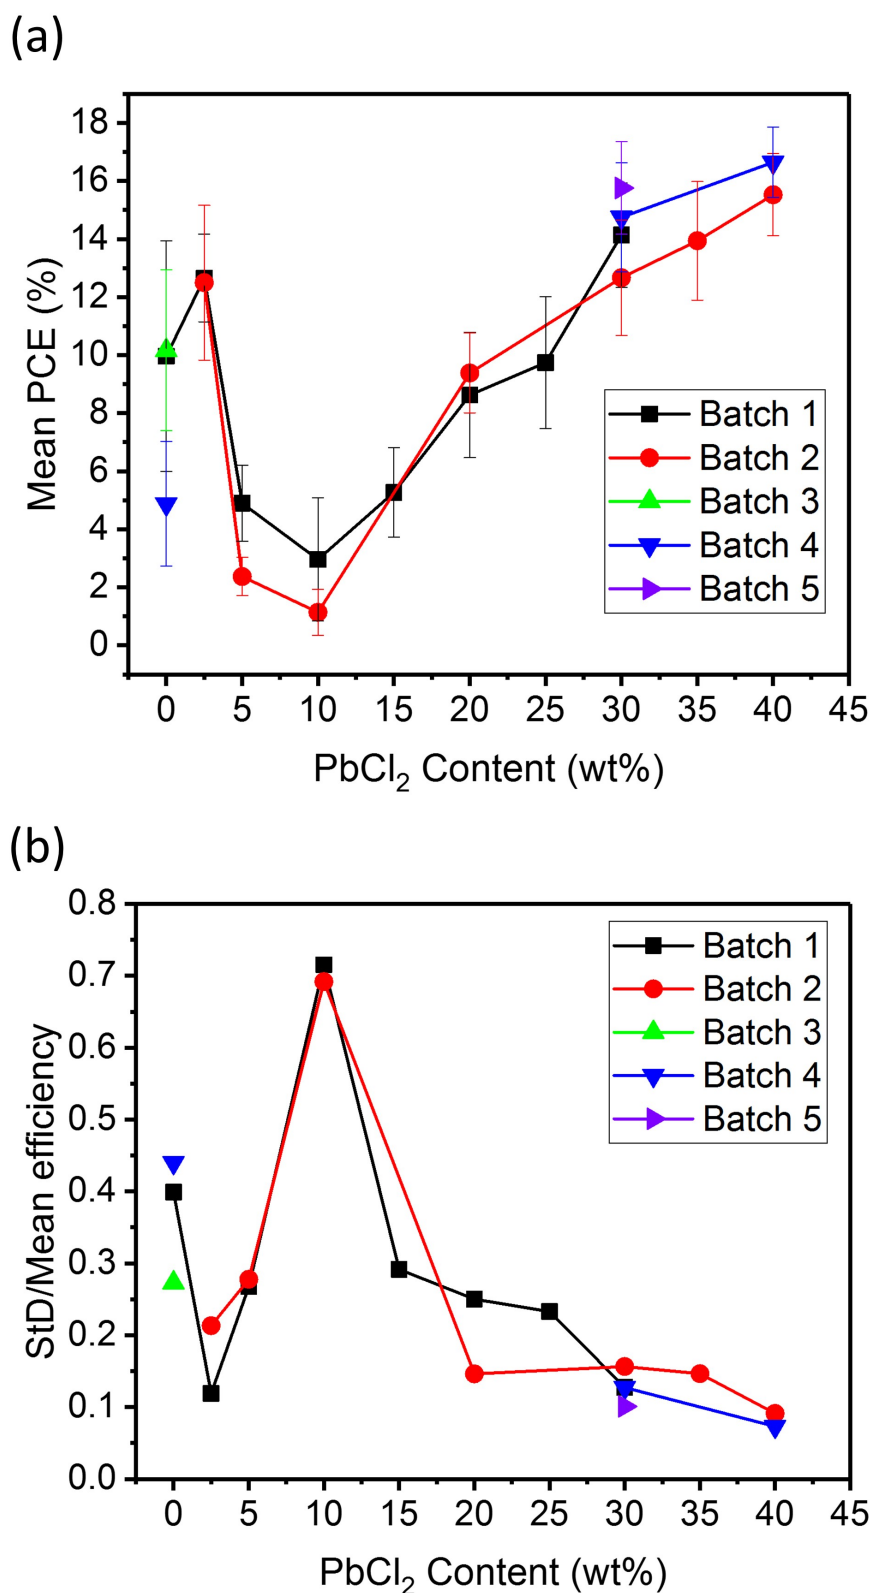 (a)
Mean PCE (%)
18
16
14
12
10
8
6
4
2
0
Batch 1
Batch 2
Batch 3
Batch 4
Batch 5
0 5 10 15 20 25 30 35 40 45
PbCl₂ Content (wt%)
(b)
StD/Mean efficiency
0.8
0.7
0.6
0.5
0.4
0.3
0.2
0.1
0.0
Batch 1
Batch 2
Batch 3
Batch 4
Batch 5
0 5 10 15 20 25 30 35 40 45
PbCl₂ Content (wt%)